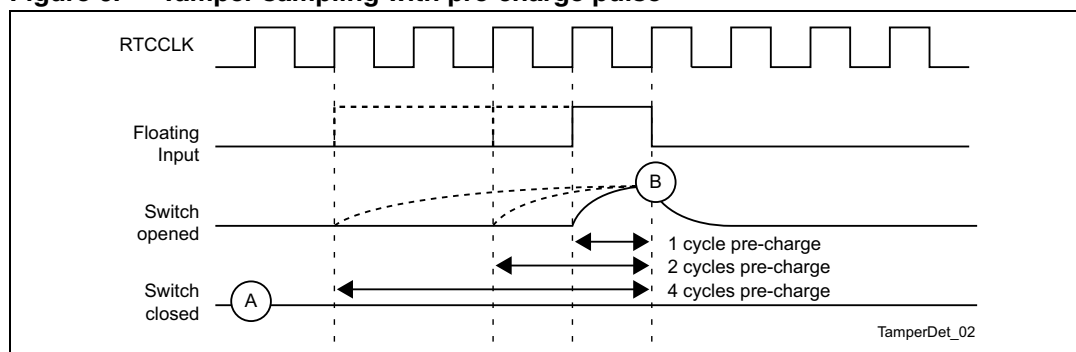 Figure 8. Tamper sampling with pre-charge pulse
RTCCLK
Floating
Input
Switch
opened
B
1 cycle pre-charge
2 cycles pre-charge
4 cycles pre-charge
Switch
closed
A
TamperDet_02